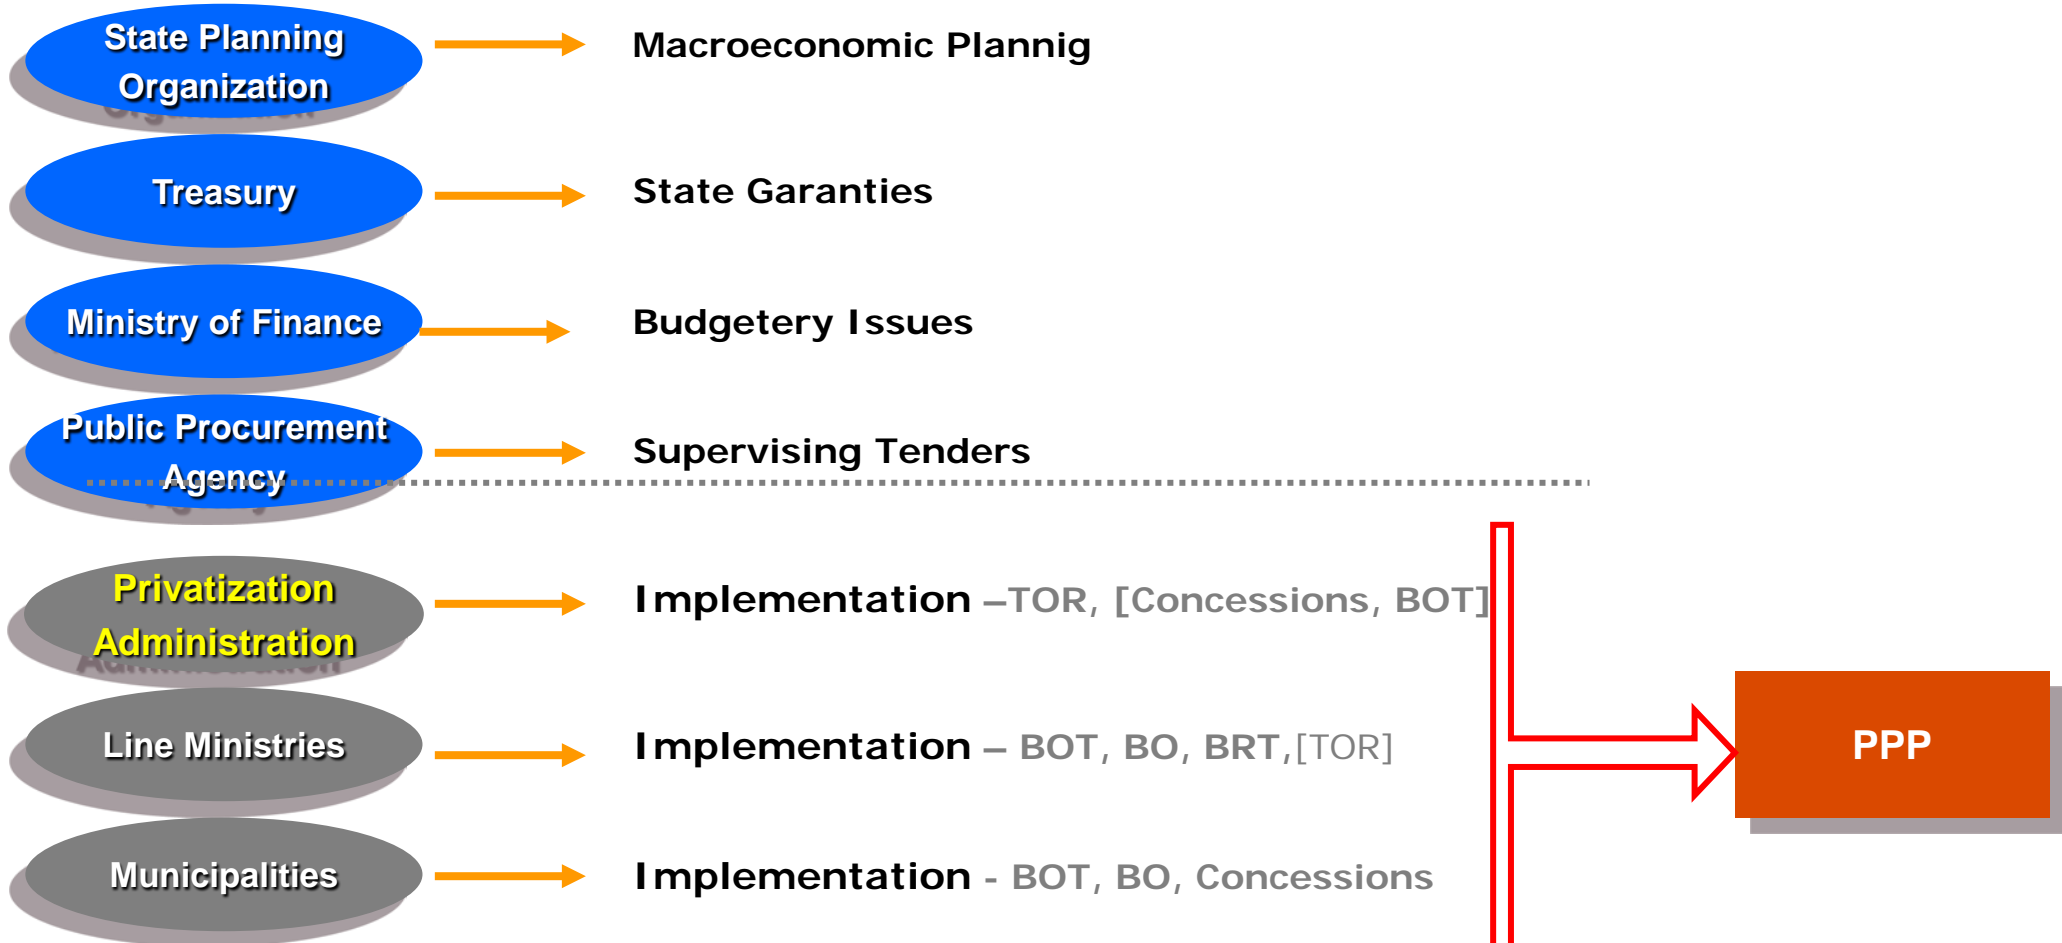 State Planning
Organization
Macroeconomic Plannig
Treasury
State Garanties
Ministry of Finance
Budgetery Issues
Public Procurement
Agency
Supervising Tenders
Privatization
Administration
Implementation –TOR, [Concessions, BOT]
Line Ministries
Implementation – BOT, BO, BRT,[TOR]
PPP
Municipalities
Implementation - BOT, BO, Concessions